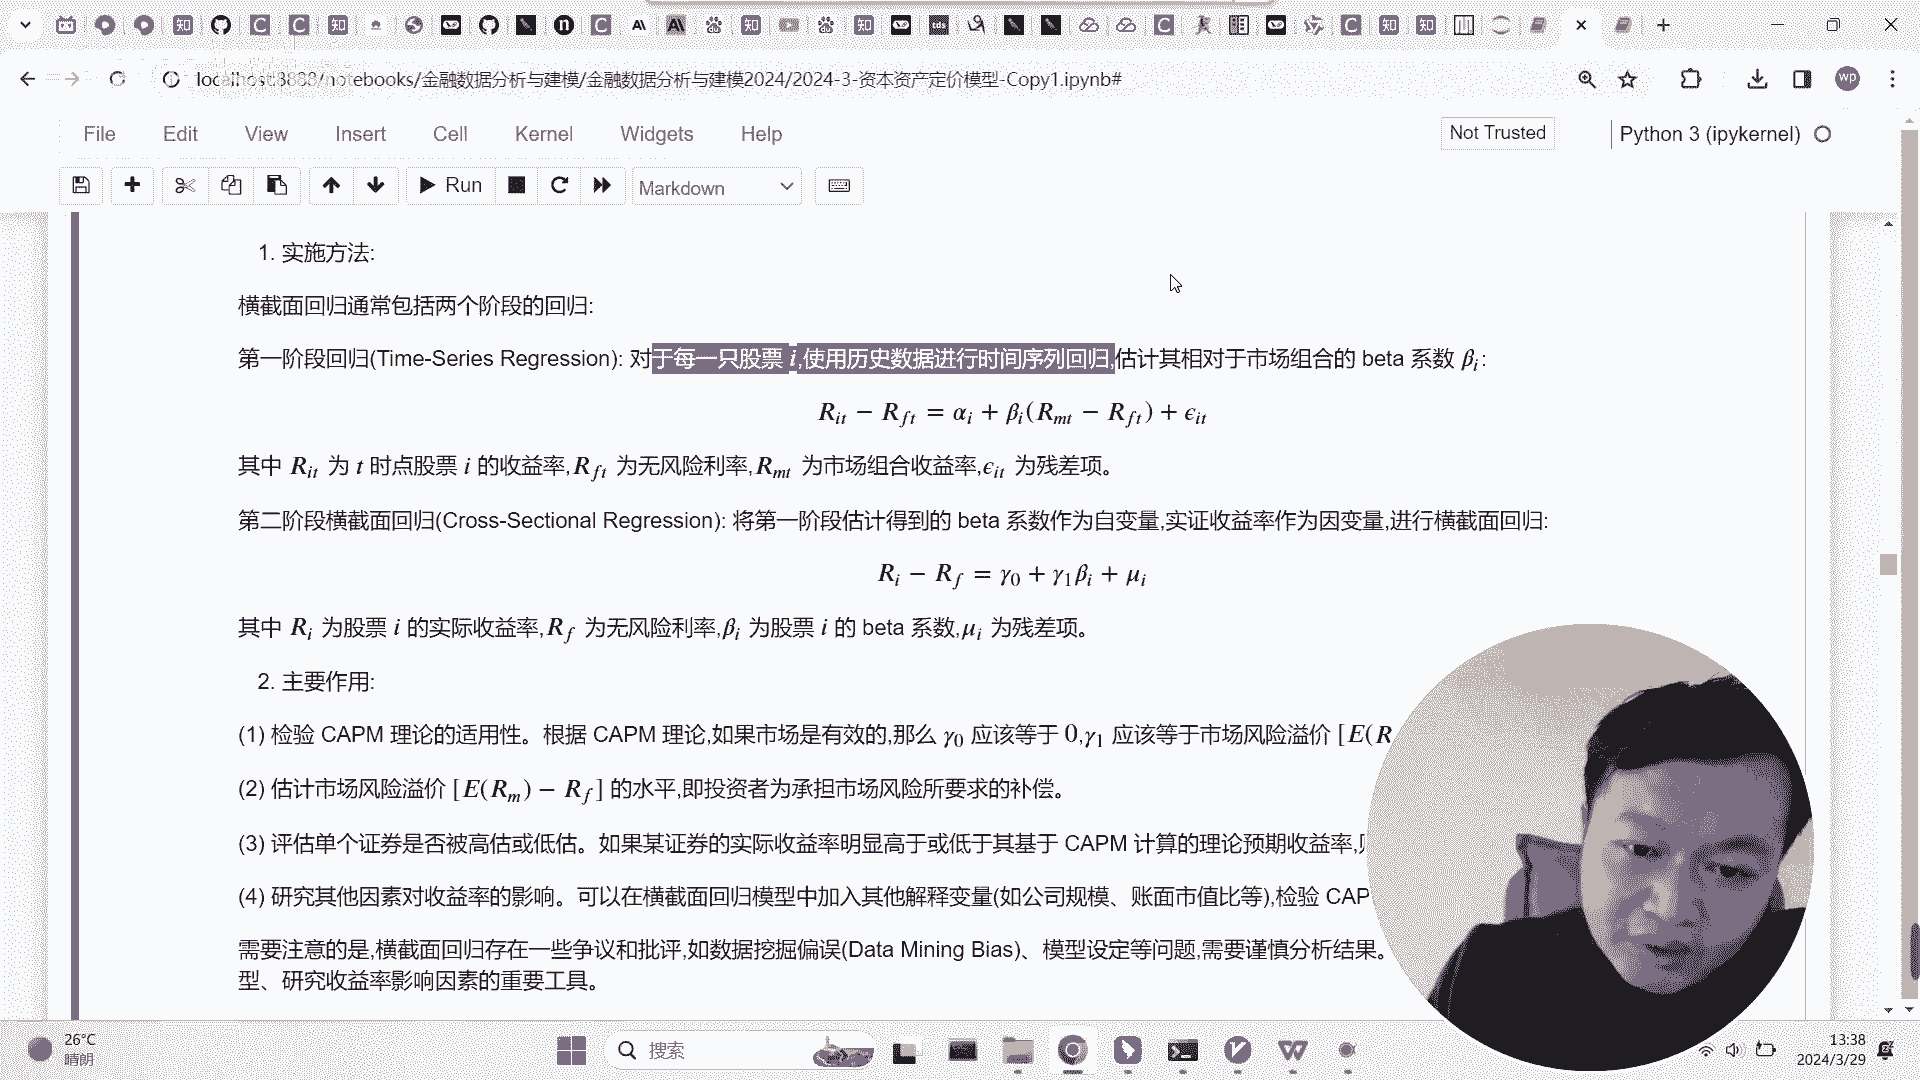 localhost:8888/notebooks/金融数据分析与建模/金融数据分析与建模2024/2024-3-资本资产定价模型-Copy1.ipynb#
wp
File Edit View Insert Cell Kernel Widgets Help
Not Trusted
Python 3 (ipykernel)
Run
Markdown
1. 实施方法:
横截面回归通常包括两个阶段的回归:
第一阶段回归(Time-Series Regression): 对于每一只股票 i,使用历史数据进行时间序列回归,估计其相对于市场组合的 beta 系数 βᵢ:
R_{it} − R_{ft} = α_i + β_i(R_{mt} − R_{ft}) + ϵ_{it}
其中 R_{it} 为 t 时点股票 i 的收益率,R_{ft} 为无风险利率,R_{mt} 为市场组合收益率,ϵ_{it} 为残差项。
第二阶段横截面回归(Cross-Sectional Regression): 将第一阶段估计得到的 beta 系数作为自变量,实证收益率作为因变量,进行横截面回归:
R_i − R_f = γ_0 + γ_1β_i + μ_i
其中 R_i 为股票 i 的实际收益率,R_f 为无风险利率,β_i 为股票 i 的 beta 系数,μ_i 为残差项。
2. 主要作用:
(1) 检验 CAPM 理论的适用性。根据 CAPM 理论,如果市场是有效的,那么 γ_0 应该等于 0,γ_1 应该等于市场风险溢价 [E(R
(2) 估计市场风险溢价 [E(R_m) − R_f] 的水平,即投资者为承担市场风险所要求的补偿。
(3) 评估单个证券是否被高估或低估。如果某证券的实际收益率明显高于或低于其基于 CAPM 计算的理论预期收益率,
(4) 研究其他因素对收益率的影响。可以在横截面回归模型中加入其他解释变量(如公司规模、账面市值比等),检验 CAP
需要注意的是,横截面回归存在一些争议和批评,如数据挖掘偏误(Data Mining Bias)、模型设定等问题,需要谨慎分析结果。
型、研究收益率影响因素的重要工具。
26°C
晴朗
搜索
13:38
2024/3/29